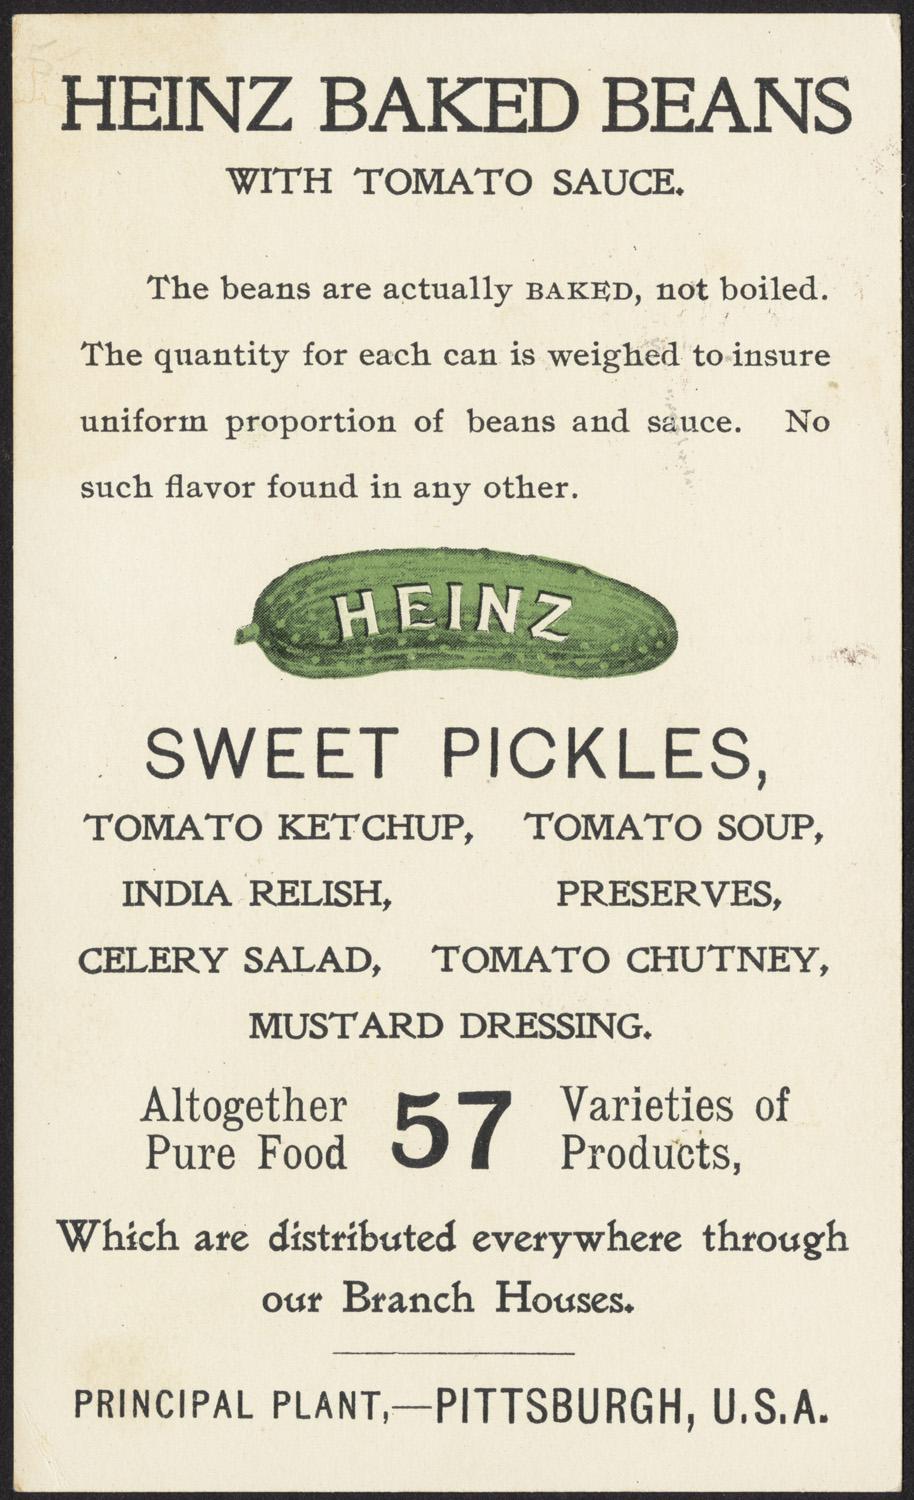 HEINZ BAKED BEANS
WITH TOMATO SAUCE.
The beans are actually BAKED, not boiled.
The quantity for each can is weighed to insure
uniform proportion of beans and sauce. No
such flavor found in any other.
HEINZ
SWEET PICKLES,
TOMATO KETCHUP, TOMATO SOUP,
INDIA RELISH, PRESERVES,
CELERY SALAD, TOMATO CHUTNEY,
MUSTARD DRESSING.
Altogether 57 Varieties of
Pure Food Products,
Which are distributed everywhere through
our Branch Houses.
PRINCIPAL PLANT,—PITTSBURGH, U.S.A.